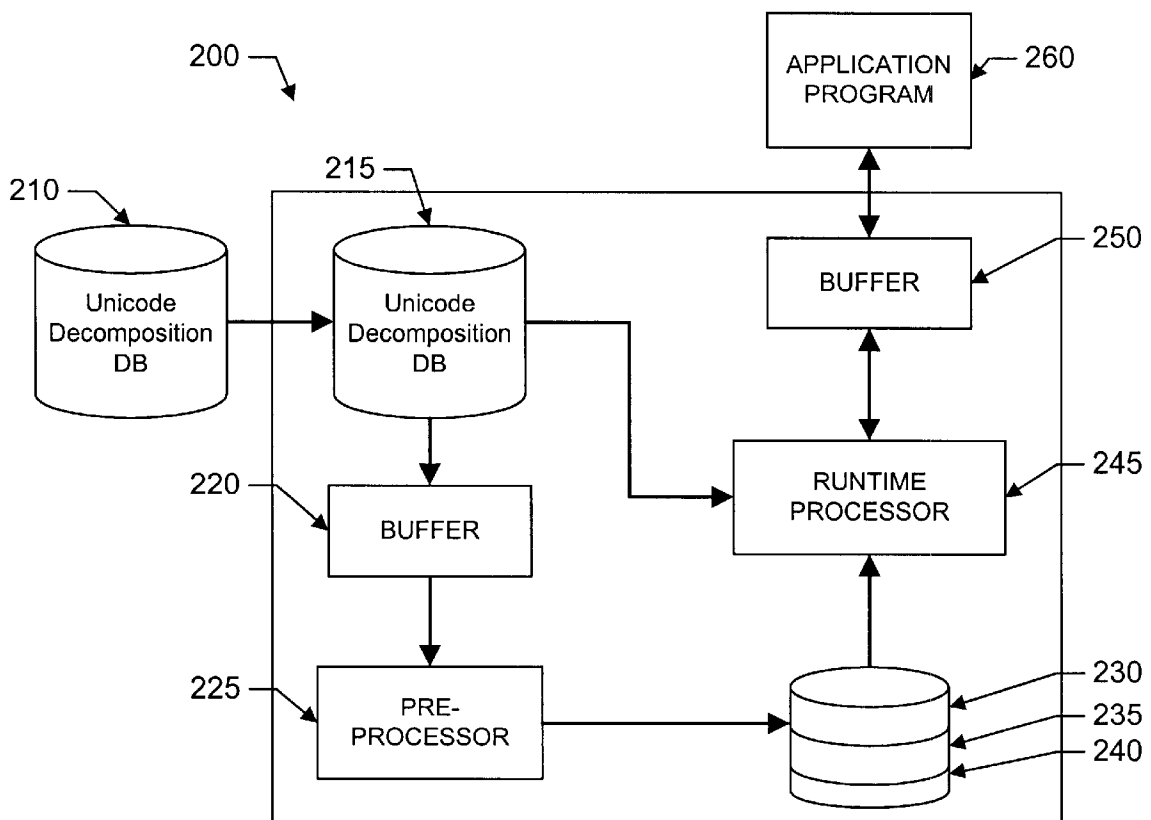 200
APPLICATION
PROGRAM
260
210
215
Unicode
Decomposition
DB
Unicode
Decomposition
DB
BUFFER
250
220
BUFFER
RUNTIME
PROCESSOR
245
225
PRE-
PROCESSOR
230
235
240